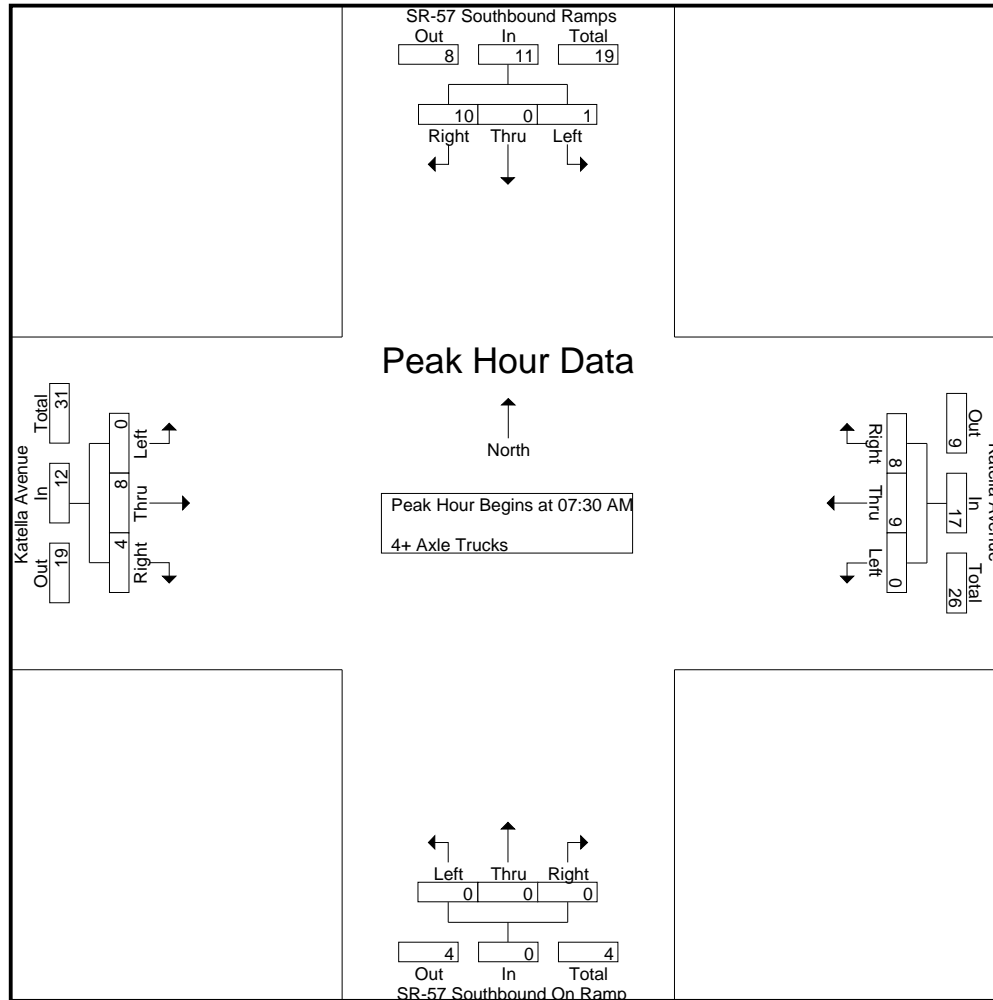 SR-57 Southbound Ramps
Out In Total
8 11 19
10 0 1
Right Thru Left
Peak Hour Data
North
Peak Hour Begins at 07:30 AM
4+ Axle Trucks
Katella Avenue
Total In Out
31 12 19
0 8 4
Left Thru Right
Katella Avenue
Out In Total
9 17 26
8 9 0
Right Thru Left
Left Thru Right
0 0 0
4 0 4
Out In Total
SR-57 Southbound On Ramp